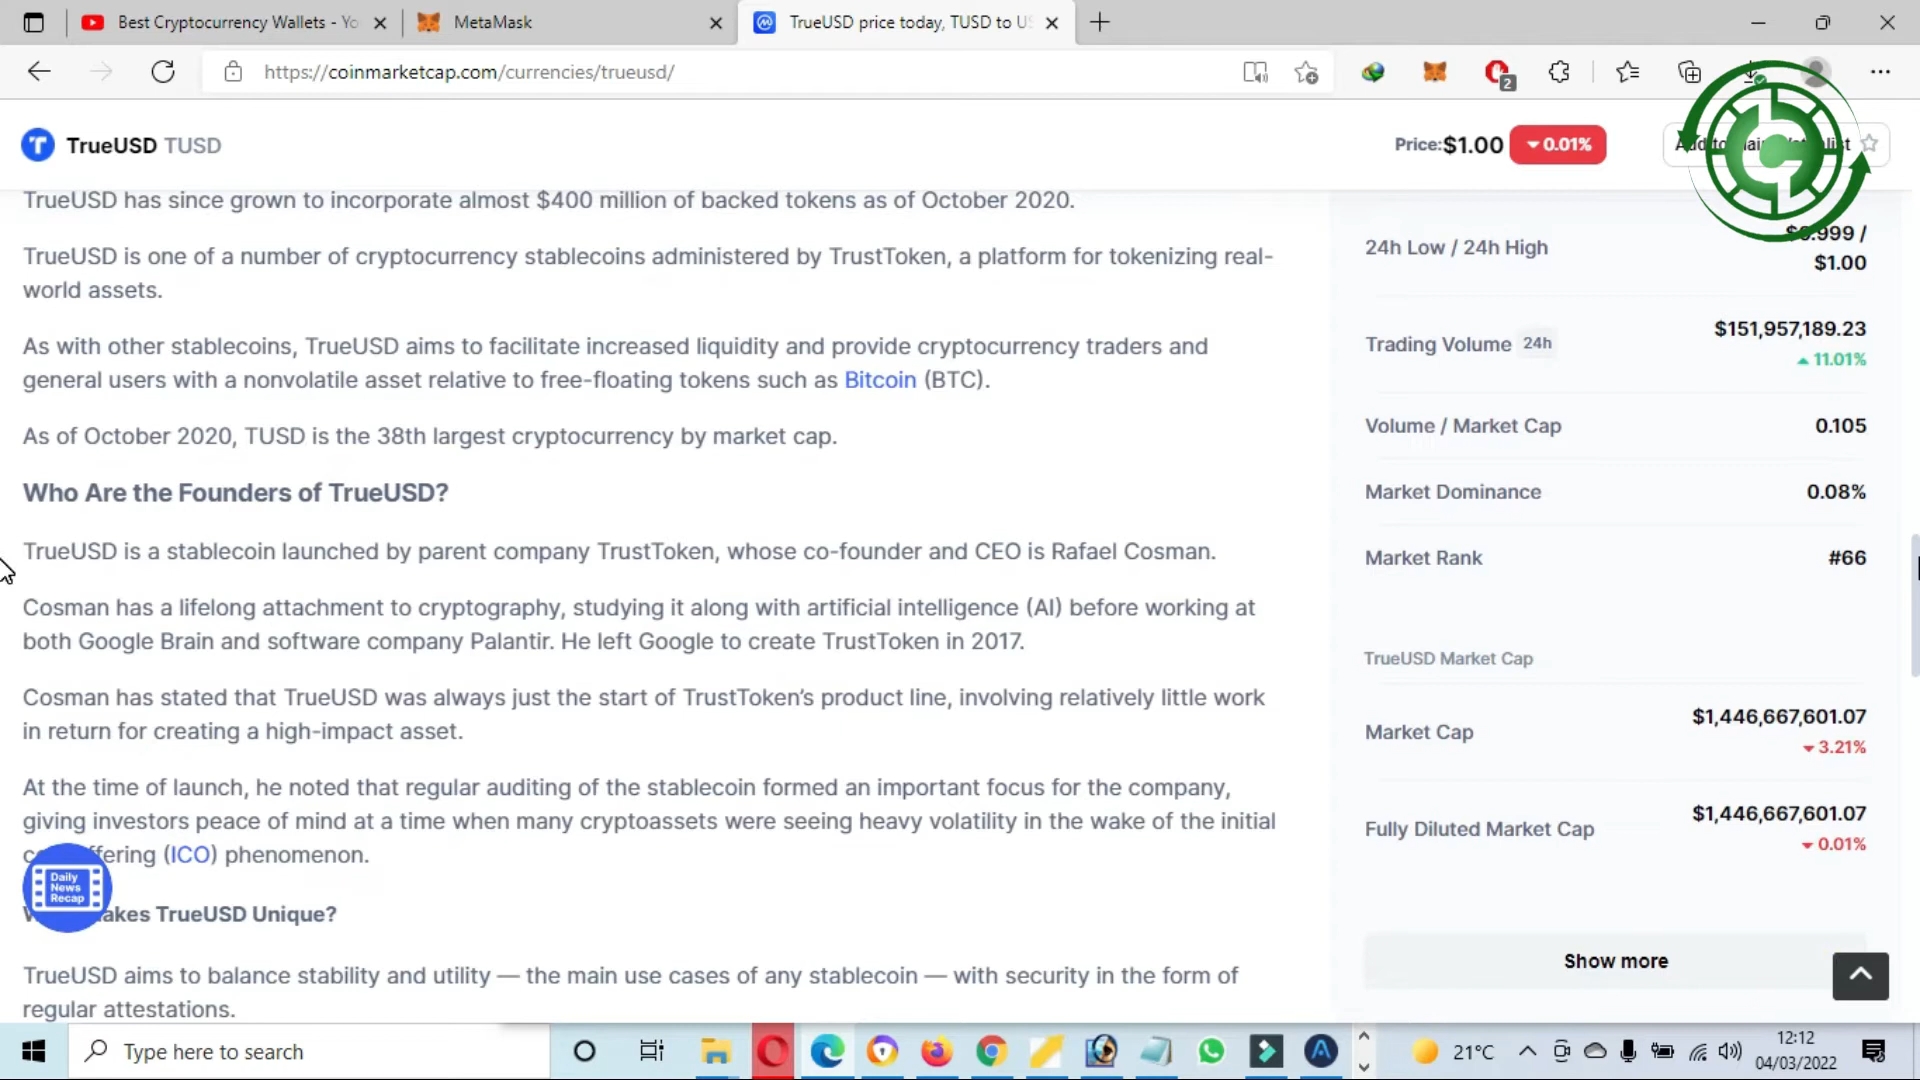 Best Cryptocurrency Wallets - Yo
MetaMask
TrueUSD price today, TUSD to U
https://coinmarketcap.com/currencies/trueusd/
2
TrueUSD TUSD
Price:$1.00
0.01%
TrueUSD has since grown to incorporate almost $400 million of backed tokens as of October 2020.
TrueUSD is one of a number of cryptocurrency stablecoins administered by TrustToken, a platform for tokenizing real-
world assets.
As with other stablecoins, TrueUSD aims to facilitate increased liquidity and provide cryptocurrency traders and
general users with a nonvolatile asset relative to free-floating tokens such as Bitcoin (BTC).
As of October 2020, TUSD is the 38th largest cryptocurrency by market cap.
Who Are the Founders of TrueUSD?
TrueUSD is a stablecoin launched by parent company TrustToken, whose co-founder and CEO is Rafael Cosman.
Cosman has a lifelong attachment to cryptography, studying it along with artificial intelligence (AI) before working at
both Google Brain and software company Palantir. He left Google to create TrustToken in 2017.
Cosman has stated that TrueUSD was always just the start of TrustToken's product line, involving relatively little work
in return for creating a high-impact asset.
At the time of launch, he noted that regular auditing of the stablecoin formed an important focus for the company,
giving investors peace of mind at a time when many cryptoassets were seeing heavy volatility in the wake of the initial
(ICO) phenomenon.
Daily
News
Recap
TrueUSD Unique?
TrueUSD aims to balance stability and utility — the main use cases of any stablecoin — with security in the form of
regular attestations.
24h Low / 24h High
/
$1.00
Trading Volume 24h
$151,957,189.23
11.01%
Volume / Market Cap
0.105
Market Dominance
0.08%
Market Rank
#66
TrueUSD Market Cap
Market Cap
$1,446,667,601.07
3.21%
Fully Diluted Market Cap
$1,446,667,601.07
0.01%
Show more
Type here to search
21°C
12:12
04/03/2022